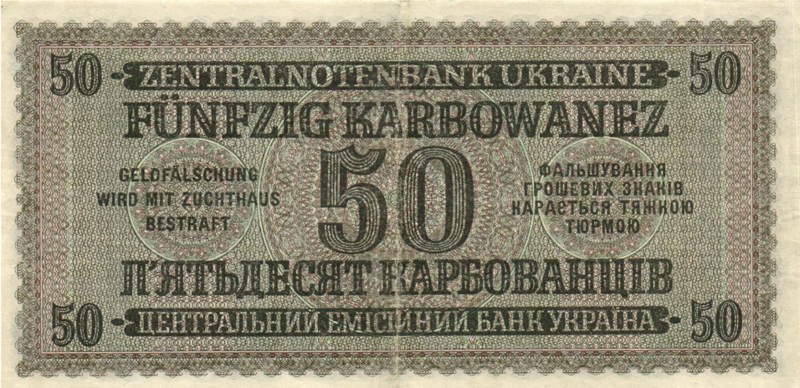 50 ZENTRALNOTENBANK UKRAINE 50
FÜNFZIG KARBOWANEZ
GELDFÄLSCHUNG
WIRD MIT ZUCHTHAUS
BESTRAFT
50
ФАЛЬШУВАННЯ
ГРОШЕВИХ ЗНАКІВ
КАРАЄТЬСЯ ТЯЖКОЮ
ТЮРМОЮ
П'ЯТЬДЕСЯТ КАРБОВАНЦІВ
50 ЦЕНТРАЛЬНИЙ ЕМІСІЙНИЙ БАНК УКРАЇНА 50